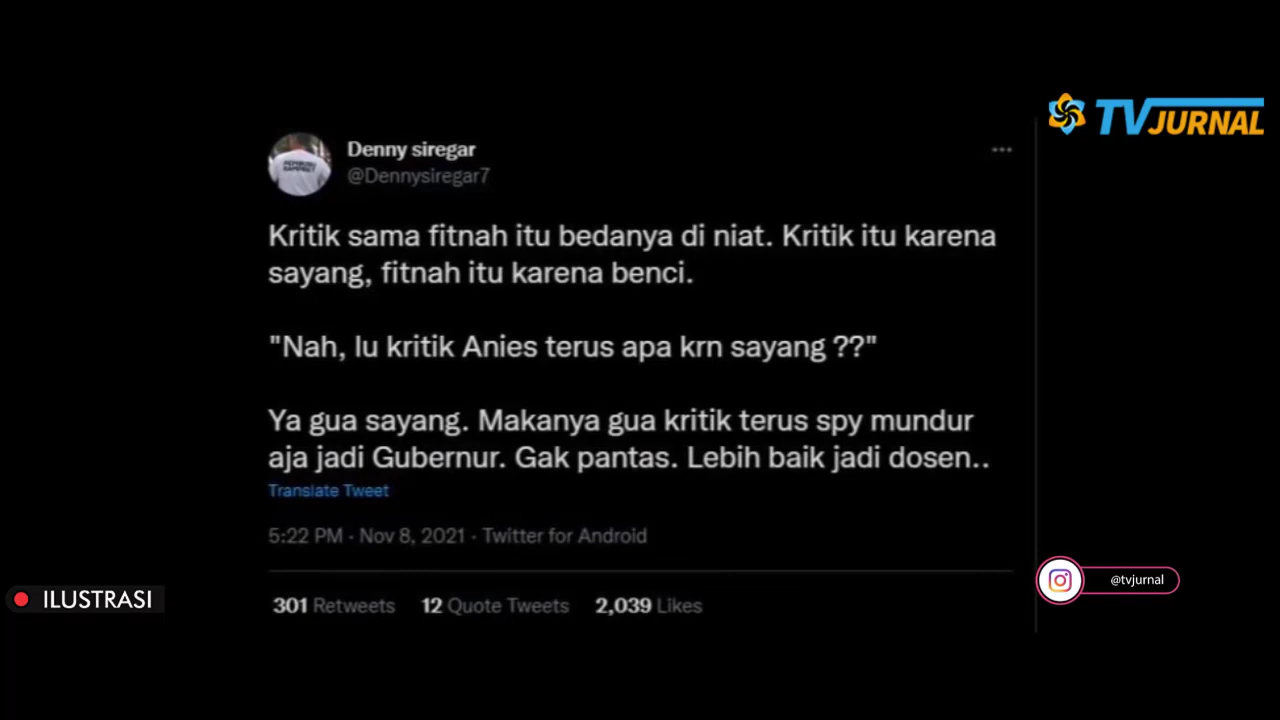 TVJURNAL
Denny siregar
@Dennysiregar7
Kritik sama fitnah itu bedanya di niat. Kritik itu karena
sayang, fitnah itu karena benci.
"Nah, lu kritik Anies terus apa krn sayang ??"
Ya gua sayang. Makanya gua kritik terus spy mundur
aja jadi Gubernur. Gak pantas. Lebih baik jadi dosen..
Translate Tweet
5:22 PM · Nov 8, 2021 · Twitter for Android
301 Retweets 12 Quote Tweets 2,039 Likes
@tvjurnal
ILUSTRASI